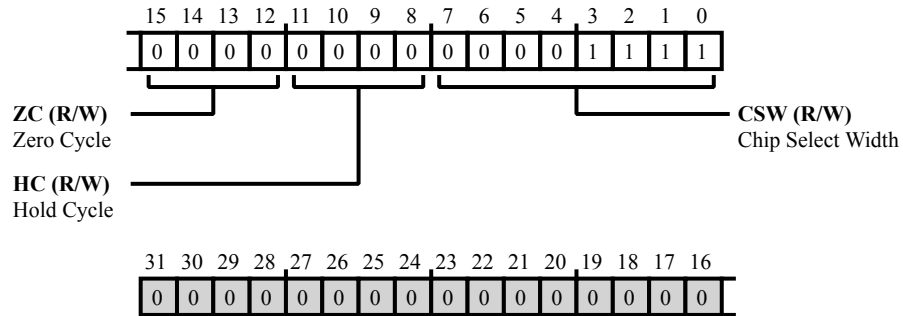 15 14 13 12 11 10 9 8 7 6 5 4 3 2 1 0
0 0 0 0 0 0 0 0 0 0 0 0 1 1 1 1
ZC (R/W)
Zero Cycle
CSW (R/W)
Chip Select Width
HC (R/W)
Hold Cycle
31 30 29 28 27 26 25 24 23 22 21 20 19 18 17 16
0 0 0 0 0 0 0 0 0 0 0 0 0 0 0 0